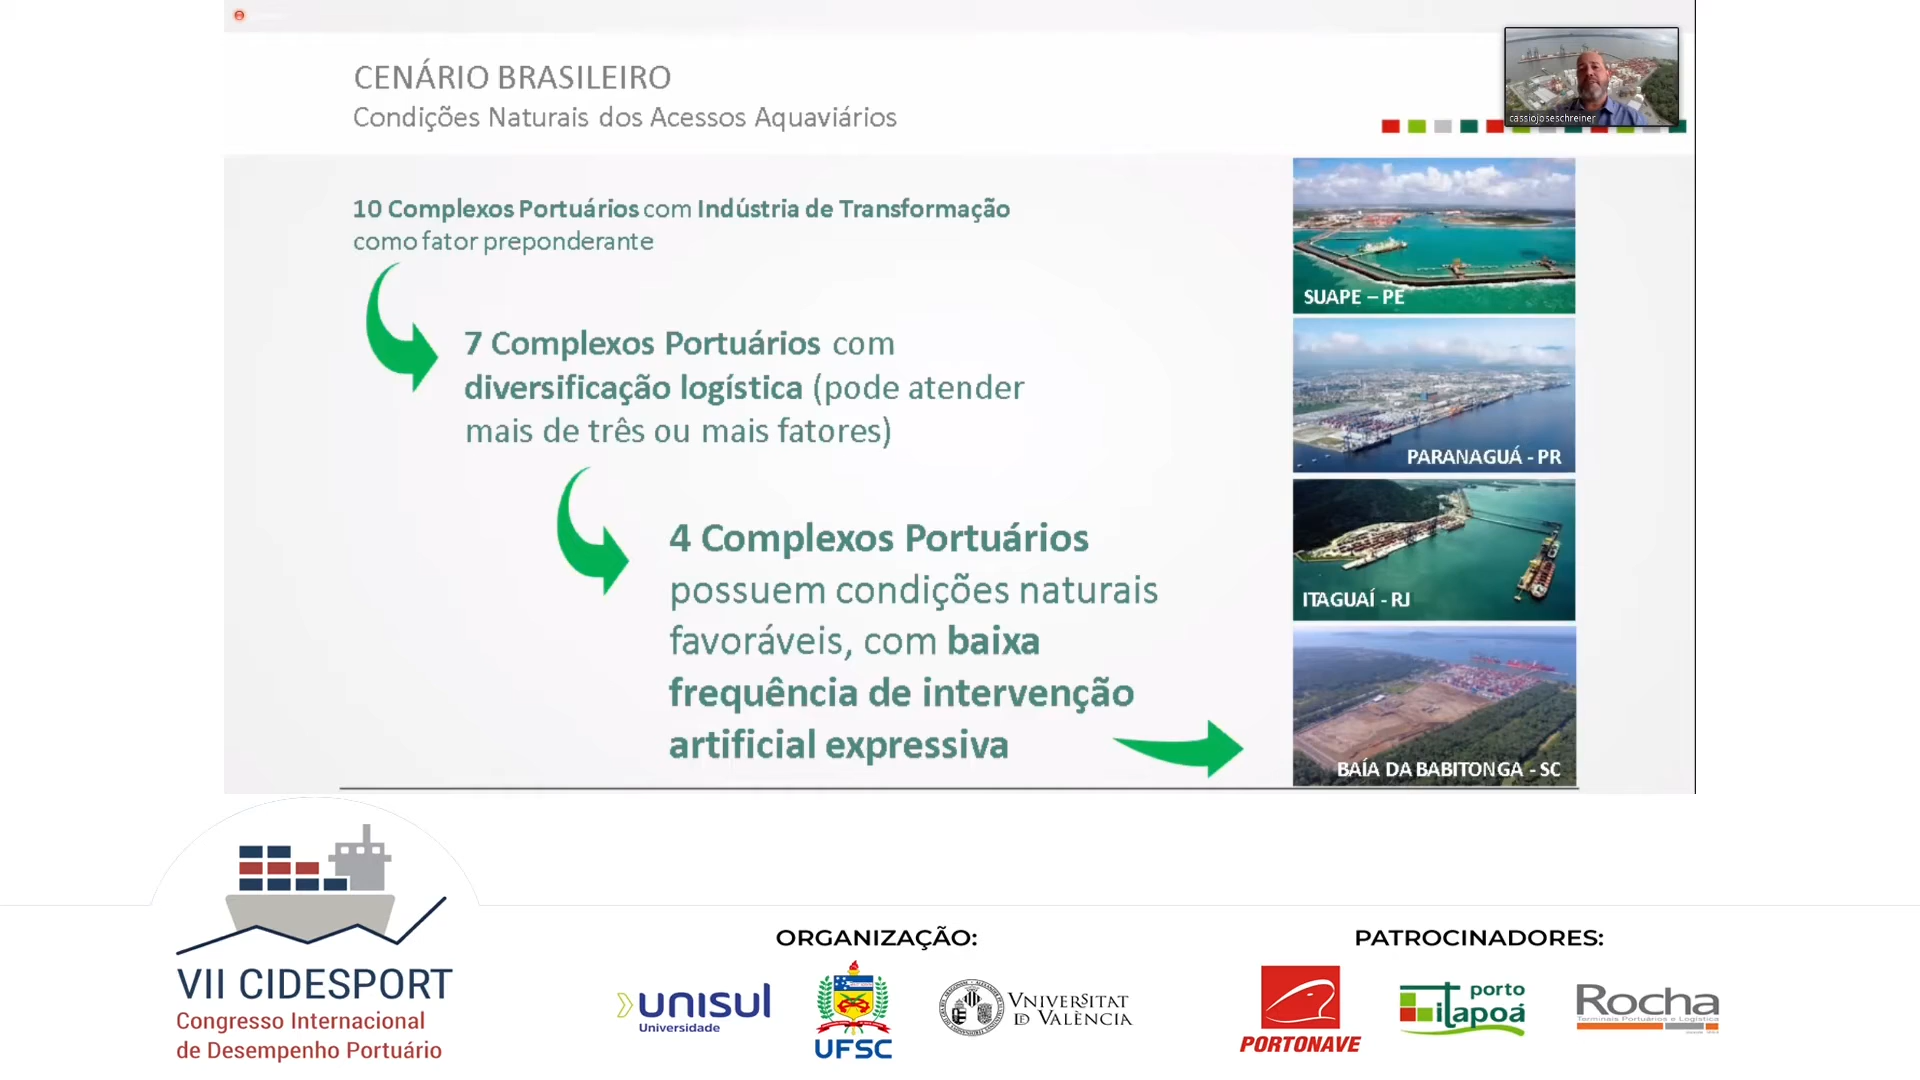 CENÁRIO BRASILEIRO
Condições Naturais dos Acessos Aquaviários
cassiojoseschreiner
10 Complexos Portuários com Indústria de Transformação
como fator preponderante
7 Complexos Portuários com
diversificação logística (pode atender
mais de três ou mais fatores)
4 Complexos Portuários
possuem condições naturais
favoráveis, com baixa
frequência de intervenção
artificial expressiva
SUAPE – PE
PARANAGUÁ - PR
ITAGUAÍ - RJ
BAÍA DA BABITONGA - SC
VII CIDESPORT
Congresso Internacional
de Desempenho Portuário
ORGANIZAÇÃO:
UNISUL
Universidade
UFSC
VNIVERSITAT
DE VALÈNCIA
PATROCINADORES:
PORTONAVE
porto
itapoá
Rocha
Terminais Portuários e Logística